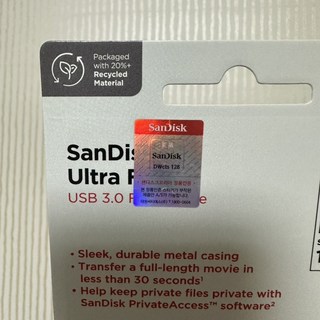 Packaged
with 20%+
Recycled
Material
SanDisk
SanDisk
SanDis
Ultra F
USB 3.0 F e
• Sleek, durable metal casing
• Transfer a full-length movie in
less than 30 seconds¹
• Help keep private files private with
SanDisk PrivateAccess™ software²